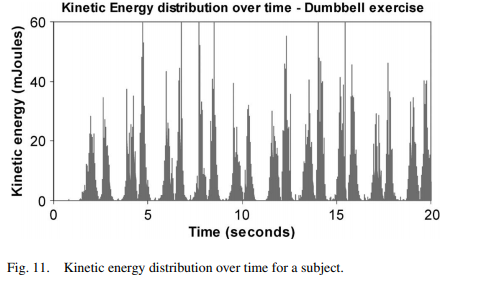 Kinetic Energy distribution over time - Dumbbell exercise
Kinetic energy (mJoules)
60
40
20
0
0 5 10 15 20
Time (seconds)
Fig. 11. Kinetic energy distribution over time for a subject.